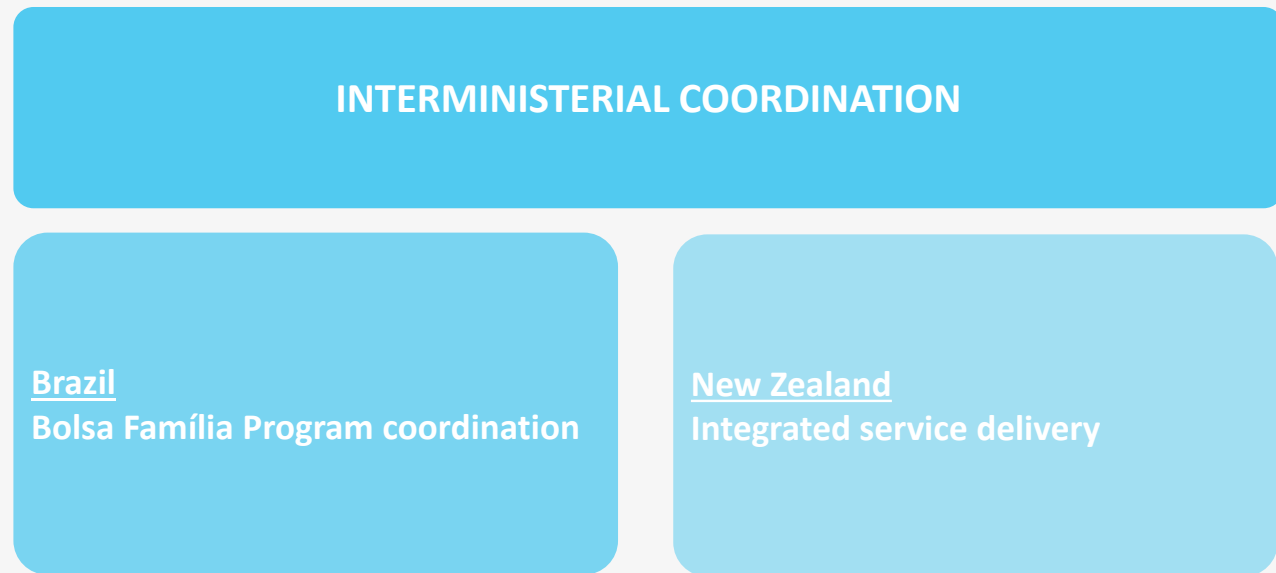 INTERMINISTERIAL COORDINATION
Brazil
Bolsa Família Program coordination
New Zealand
Integrated service delivery